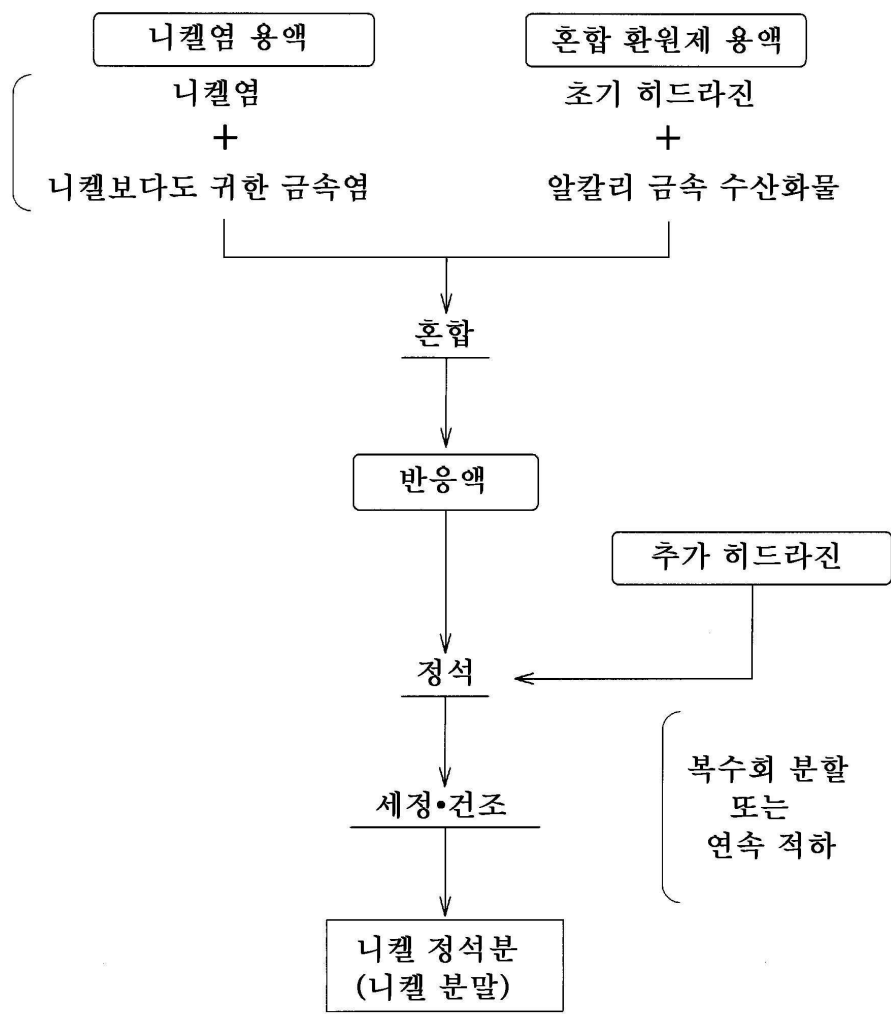 니켈염 용액
니켈염
+
니켈보다도 귀한 금속염
혼합 환원제 용액
초기 히드라진
+
알칼리 금속 수산화물
혼합
반응액
추가 히드라진
정석
복수회 분할
또는
연속 적하
세정•건조
니켈 정석분
(니켈 분말)